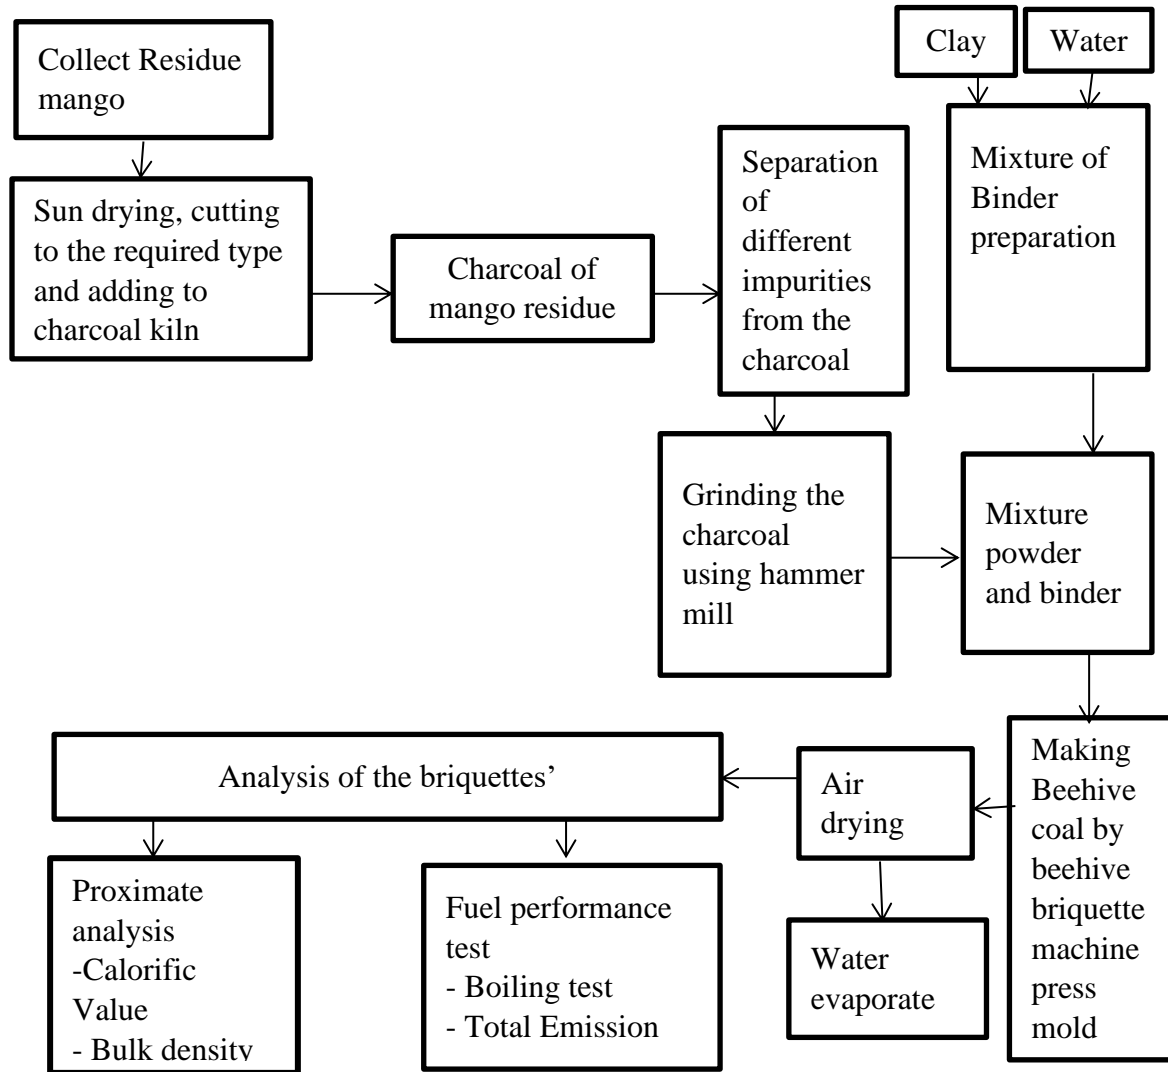 Collect Residue
mango
Clay
Water
Sun drying, cutting
to the required type
and adding to
charcoal kiln
Charcoal of
mango residue
Separation
of
different
impurities
from the
charcoal
Mixture of
Binder
preparation
Grinding the
charcoal
using hammer
mill
Mixture
powder
and binder
Making
Beehive
coal by
beehive
briquette
machine
press
mold
Air
drying
Water
evaporate
Analysis of the briquettes’
Proximate
analysis
-Calorific
Value
- Bulk density
Fuel performance
test
- Boiling test
- Total Emission